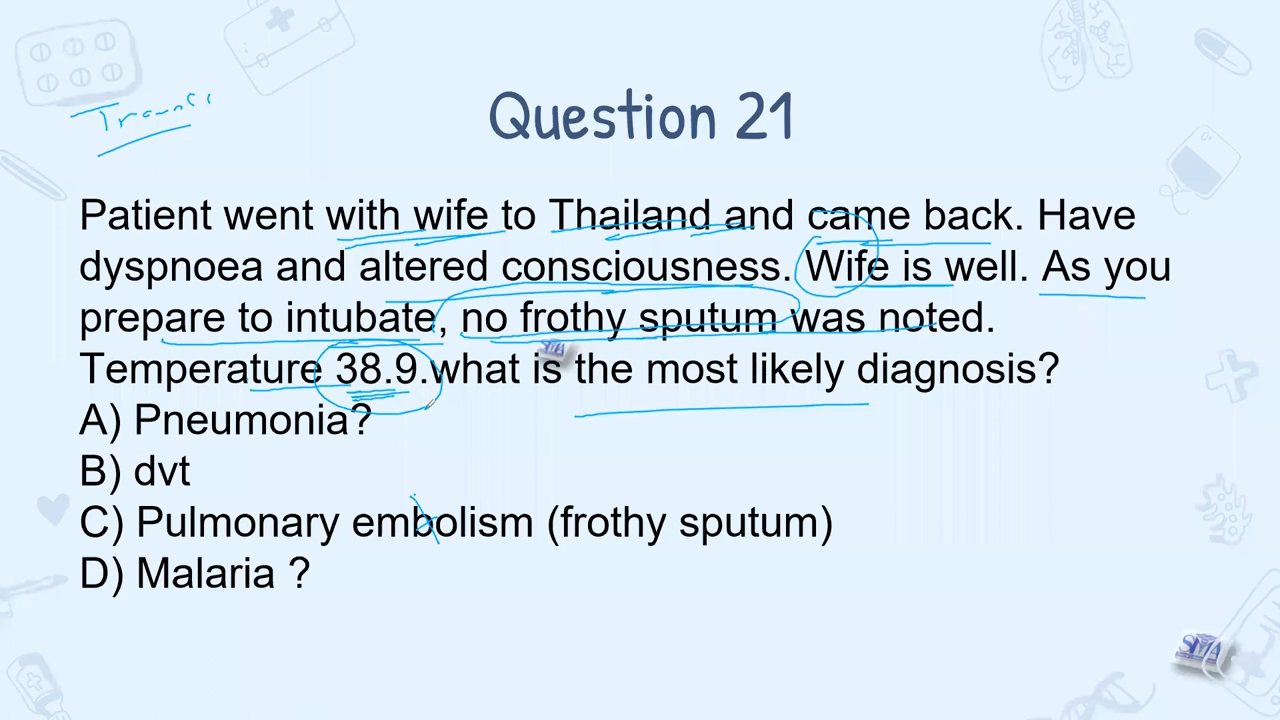 Question 21
Patient went with wife to Thailand and came back. Have
dyspnoea and altered consciousness. Wife is well. As you
prepare to intubate, no frothy sputum was noted.
Temperature 38.9.what is the most likely diagnosis?
A) Pneumonia?
B) dvt
C) Pulmonary embolism (frothy sputum)
D) Malaria ?